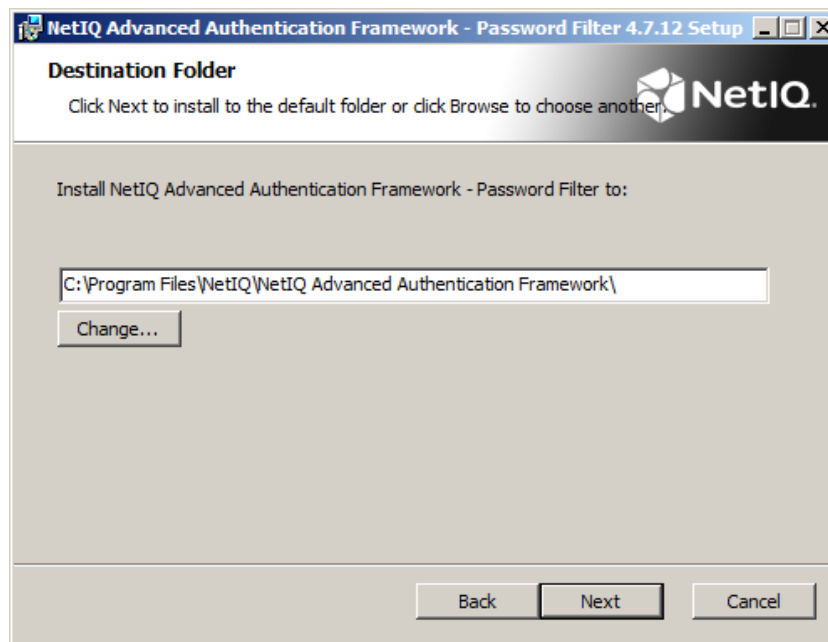 NetIQ Advanced Authentication Framework - Password Filter 4.7.12 Setup
Destination Folder
Click Next to install to the default folder or click Browse to choose another.
NetIQ.
Install NetIQ Advanced Authentication Framework - Password Filter to:
C:\Program Files\NetIQ\NetIQ Advanced Authentication Framework\
Change...
Back Next Cancel